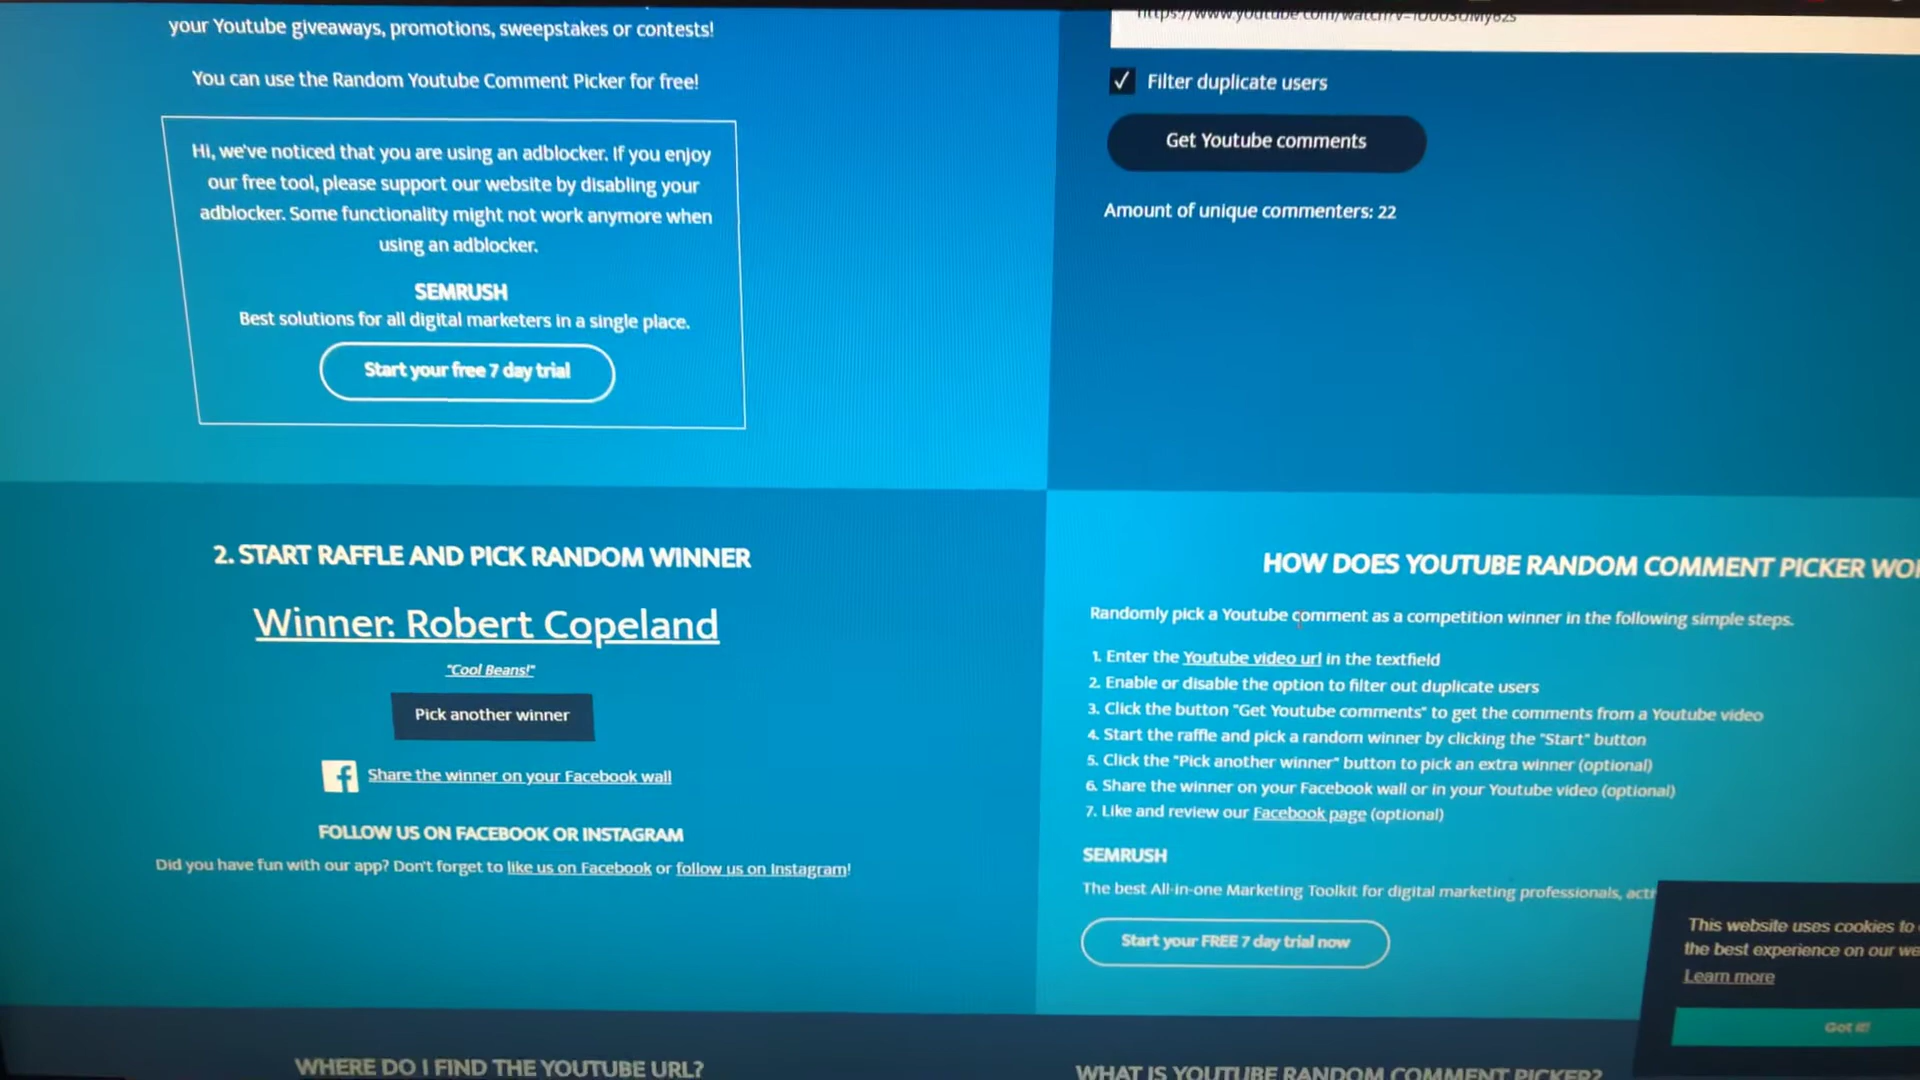 your Youtube giveaways, promotions, sweepstakes or contests!
You can use the Random Youtube Comment Picker for free!
Hi, we've noticed that you are using an adblocker. If you enjoy
our free tool, please support our website by disabling your
adblocker. Some functionality might not work anymore when
using an adblocker.
SEMRUSH
Best solutions for all digital marketers in a single place.
Start your free 7 day trial
Filter duplicate users
Get Youtube comments
Amount of unique commenters: 22
2. START RAFFLE AND PICK RANDOM WINNER
Winner: Robert Copeland
"Cool Beans!"
Pick another winner
Share the winner on your Facebook wall
FOLLOW US ON FACEBOOK OR INSTAGRAM
Did you have fun with our app? Don't forget to like us on Facebook or follow us on Instagram!
HOW DOES YOUTUBE RANDOM COMMENT PICKER
Randomly pick a Youtube comment as a competition winner in the following simple steps.
1. Enter the Youtube video url in the textfield
2. Enable or disable the option to filter out duplicate users
3. Click the button "Get Youtube comments" to get the comments from a Youtube video
4. Start the raffle and pick a random winner by clicking the "Start" button
5. Click the "Pick another winner" button to pick an extra winner (optional)
6. Share the winner on your Facebook wall or in your Youtube video (optional)
7. Like and review our Facebook page (optional)
SEMRUSH
The best All-in-one Marketing Toolkit for digital marketing professionals,
Start your FREE 7 day trial now
This website uses cookies to
the best experience on our
Learn more
Got it!
WHERE DO I FIND THE YOUTUBE URL?
WHAT IS YOUTUBE RANDOM COMMENT PICKER?